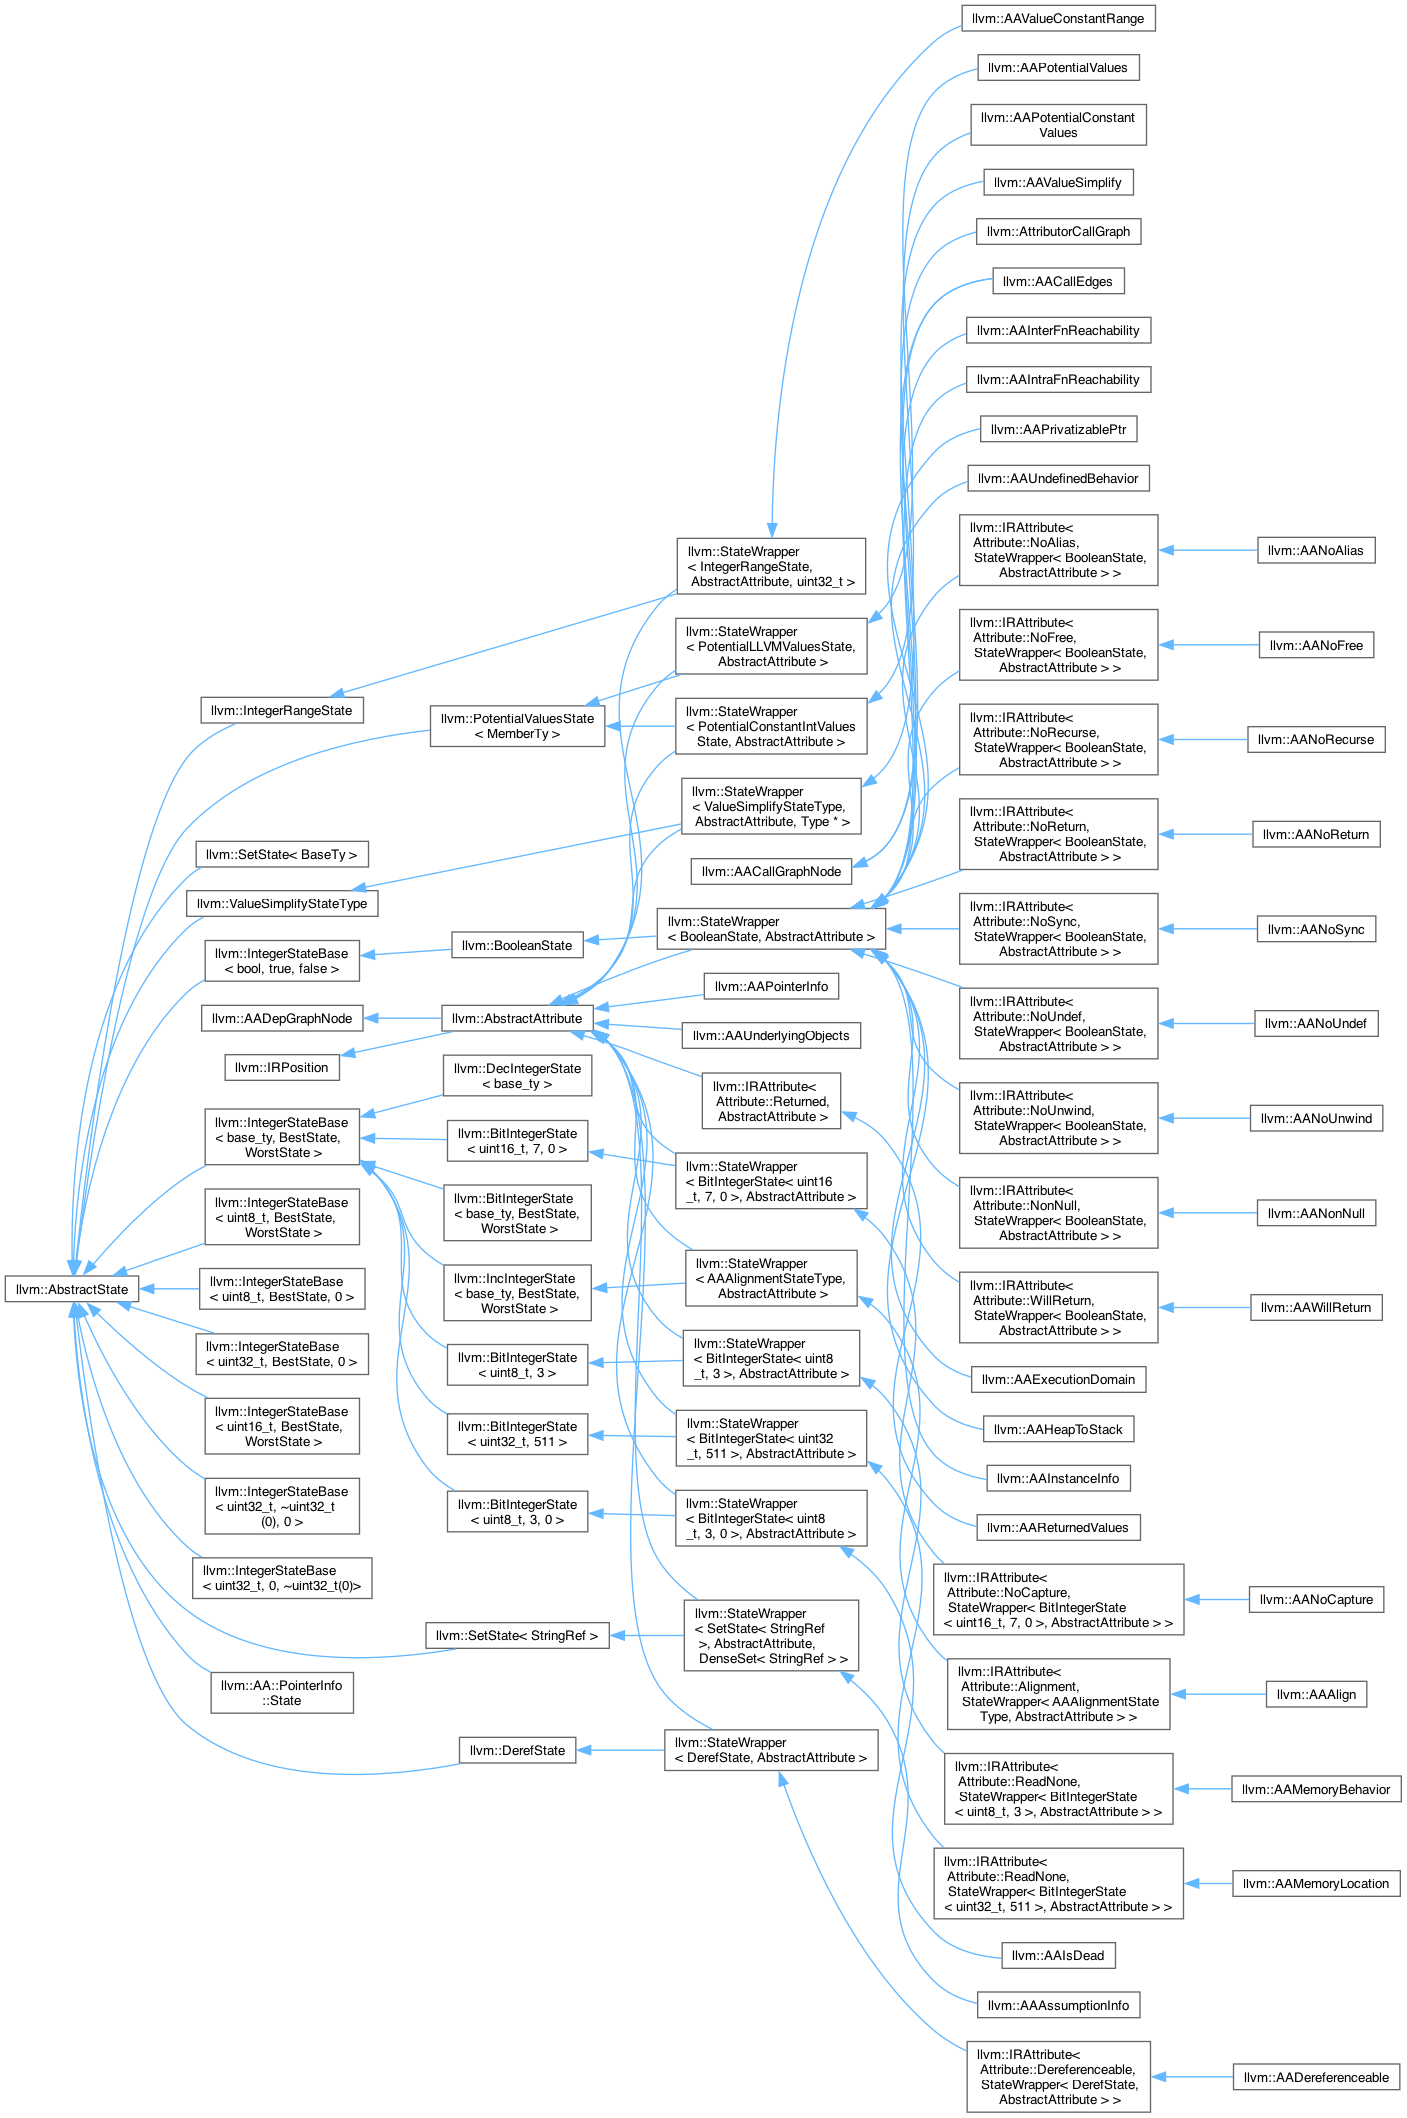 llvm::AAValueConstantRange
llvm::AAPotentialValues
llvm::AAPotentialConstant
Values
llvm::AAValueSimplify
llvm::AttributorCallGraph
llvm::AACallEdges
llvm::AAInterFnReachability
llvm::AAIntraFnReachability
llvm::AAPrivatizablePtr
llvm::AAUndefinedBehavior
llvm::IRAttribute<
Attribute::NoAlias,
StateWrapper< BooleanState,
AbstractAttribute > >
llvm::AANoAlias
llvm::IRAttribute<
Attribute::NoFree,
StateWrapper< BooleanState,
AbstractAttribute > >
llvm::AANoFree
llvm::IRAttribute<
Attribute::NoRecurse,
StateWrapper< BooleanState,
AbstractAttribute > >
llvm::AANoRecurse
llvm::IRAttribute<
Attribute::NoReturn,
StateWrapper< BooleanState,
AbstractAttribute > >
llvm::AANoReturn
llvm::IRAttribute<
Attribute::NoSync,
StateWrapper< BooleanState,
AbstractAttribute > >
llvm::AANoSync
llvm::IRAttribute<
Attribute::NoUndef,
StateWrapper< BooleanState,
AbstractAttribute > >
llvm::AANoUndef
llvm::IRAttribute<
Attribute::NoUnwind,
StateWrapper< BooleanState,
AbstractAttribute > >
llvm::AANoUnwind
llvm::IRAttribute<
Attribute::NonNull,
StateWrapper< BooleanState,
AbstractAttribute > >
llvm::AANonNull
llvm::IRAttribute<
Attribute::WillReturn,
StateWrapper< BooleanState,
AbstractAttribute > >
llvm::AAWillReturn
llvm::AAExecutionDomain
llvm::AAHeapToStack
llvm::AAInstanceInfo
llvm::AAReturnedValues
llvm::IRAttribute<
Attribute::NoCapture,
StateWrapper< BitIntegerState
< uint16_t, 7, 0 >, AbstractAttribute > >
llvm::AANoCapture
llvm::IRAttribute<
Attribute::Alignment,
StateWrapper< AAAlignmentState
Type, AbstractAttribute > >
llvm::AAAlign
llvm::IRAttribute<
Attribute::ReadNone,
StateWrapper< BitIntegerState
< uint8_t, 3 >, AbstractAttribute > >
llvm::AAMemoryBehavior
llvm::IRAttribute<
Attribute::ReadNone,
StateWrapper< BitIntegerState
< uint32_t, 511 >, AbstractAttribute > >
llvm::AAMemoryLocation
llvm::AAIsDead
llvm::AAAssumptionInfo
llvm::IRAttribute<
Attribute::Dereferenceable,
StateWrapper< DerefState,
AbstractAttribute > >
llvm::AADereferenceable
llvm::StateWrapper
< IntegerRangeState,
AbstractAttribute, uint32_t >
llvm::StateWrapper
< PotentialLLVMValuesState,
AbstractAttribute >
llvm::StateWrapper
< PotentialConstantIntValues
State, AbstractAttribute >
llvm::StateWrapper
< ValueSimplifyStateType,
AbstractAttribute, Type * >
llvm::AACallGraphNode
llvm::StateWrapper
< BooleanState, AbstractAttribute >
llvm::AAPointerInfo
llvm::AAUnderlyingObjects
llvm::IRAttribute<
Attribute::Returned,
AbstractAttribute >
llvm::StateWrapper
< BitIntegerState< uint16
_t, 7, 0 >, AbstractAttribute >
llvm::StateWrapper
< AAAlignmentStateType,
AbstractAttribute >
llvm::StateWrapper
< BitIntegerState< uint8
_t, 3 >, AbstractAttribute >
llvm::StateWrapper
< BitIntegerState< uint32
_t, 511 >, AbstractAttribute >
llvm::StateWrapper
< BitIntegerState< uint8
_t, 3, 0 >, AbstractAttribute >
llvm::StateWrapper
< SetState< StringRef
>, AbstractAttribute,
DenseSet< StringRef > >
llvm::StateWrapper
< DerefState, AbstractAttribute >
llvm::PotentialValuesState
< MemberTy >
llvm::BooleanState
llvm::AbstractAttribute
llvm::DecIntegerState
< base_ty >
llvm::BitIntegerState
< uint16_t, 7, 0 >
llvm::BitIntegerState
< base_ty, BestState,
WorstState >
llvm::IncIntegerState
< base_ty, BestState,
WorstState >
llvm::BitIntegerState
< uint8_t, 3 >
llvm::BitIntegerState
< uint32_t, 511 >
llvm::BitIntegerState
< uint8_t, 3, 0 >
llvm::SetState< StringRef >
llvm::DerefState
llvm::IntegerRangeState
llvm::SetState< BaseTy >
llvm::ValueSimplifyStateType
llvm::IntegerStateBase
< bool, true, false >
llvm::AADepGraphNode
llvm::IRPosition
llvm::IntegerStateBase
< base_ty, BestState,
WorstState >
llvm::IntegerStateBase
< uint8_t, BestState,
WorstState >
llvm::IntegerStateBase
< uint8_t, BestState, 0 >
llvm::IntegerStateBase
< uint32_t, BestState, 0 >
llvm::IntegerStateBase
< uint16_t, BestState,
WorstState >
llvm::IntegerStateBase
< uint32_t, ~uint32_t
(0), 0 >
llvm::IntegerStateBase
< uint32_t, 0, ~uint32_t(0)>
llvm::AA::PointerInfo
::State
llvm::AbstractState